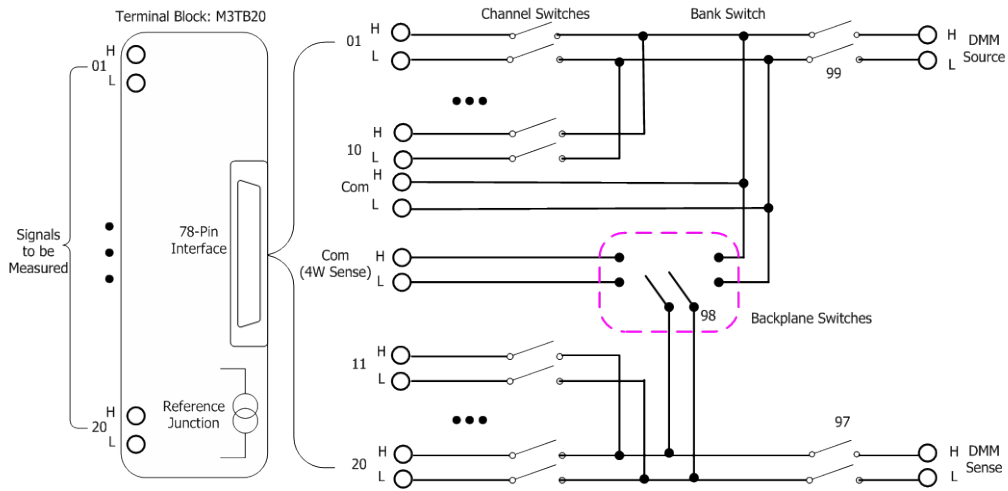 Terminal Block: M3TB20
Channel Switches
Bank Switch
H
01
L
Signals
to be
Measured
78-Pin
Interface
Reference
Junction
H
20
L
01
H
L
10
H
L
Com
H
L
Com
(4W Sense)
H
L
11
H
L
20
H
L
99
H
L
DMM
Source
98
Backplane Switches
97
H
L
DMM
Sense